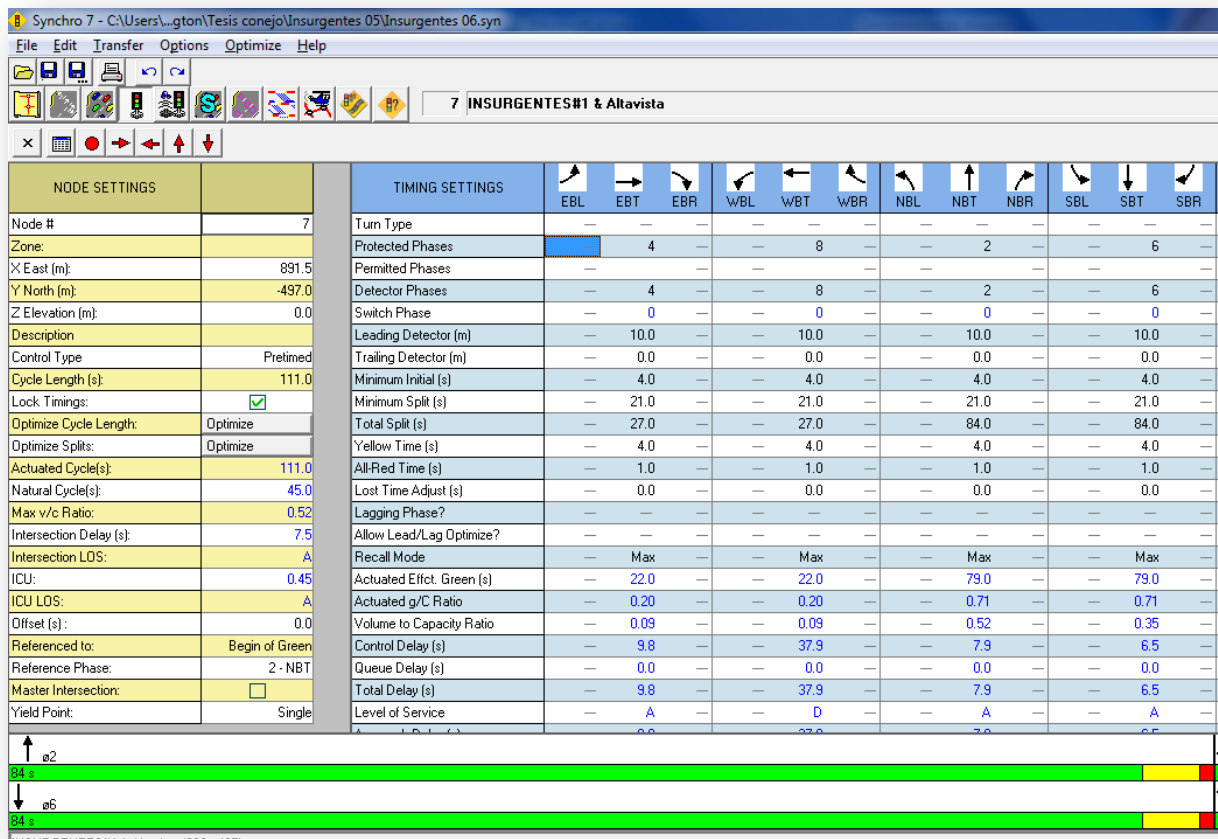 Synchro 7 - C:\Users\...gton\Tesis conejo\Insurgentes 05\Insurgentes 06.syn
File Edit Transfer Options Optimize Help
7 INSURGENTES#1 & Altavista
NODE SETTINGS
Node # 7
Zone:
X East (m): 891.5
Y North (m): -497.0
Z Elevation (m): 0.0
Description
Control Type Pretimed
Cycle Length (s): 111.0
Lock Timings:
Optimize Cycle Length: Optimize
Optimize Splits: Optimize
Actuated Cycle(s): 111.0
Natural Cycle(s): 45.0
Max v/c Ratio: 0.52
Intersection Delay (s): 7.5
Intersection LOS: A
ICU: 0.45
ICU LOS: A
Offset (s) : 0.0
Referenced to: Begin of Green
Reference Phase: 2 - NBT
Master Intersection:
Yield Point: Single
TIMING SETTINGS EBL EBT EBR WBL WBT WBR NBL NBT NBR SBL SBT SBR
Turn Type — — — — — — — — — — — —
Protected Phases — 4 — — 8 — — 2 — — 6 —
Permitted Phases — — — — — — — —
Detector Phases — 4 — — 8 — — 2 — — 6 —
Switch Phase — 0 — — 0 — — 0 — — 0 —
Leading Detector (m) — 10.0 — — 10.0 — — 10.0 — — 10.0 —
Trailing Detector (m) — 0.0 — — 0.0 — — 0.0 — — 0.0 —
Minimum Initial (s) — 4.0 — — 4.0 — — 4.0 — — 4.0 —
Minimum Split (s) — 21.0 — — 21.0 — — 21.0 — — 21.0 —
Total Split (s) — 27.0 — — 27.0 — — 84.0 — — 84.0 —
Yellow Time (s) — 4.0 — — 4.0 — — 4.0 — — 4.0 —
All-Red Time (s) — 1.0 — — 1.0 — — 1.0 — — 1.0 —
Lost Time Adjust (s) — 0.0 — — 0.0 — — 0.0 — — 0.0 —
Lagging Phase? — — — — — — — — — — — —
Allow Lead/Lag Optimize? — — — — — — — — — — — —
Recall Mode — Max — — Max — — Max — — Max —
Actuated Effct. Green (s) — 22.0 — — 22.0 — — 79.0 — — 79.0 —
Actuated g/C Ratio — 0.20 — — 0.20 — — 0.71 — — 0.71 —
Volume to Capacity Ratio — 0.09 — — 0.09 — — 0.52 — — 0.35 —
Control Delay (s) — 9.8 — — 37.9 — — 7.9 — — 6.5 —
Queue Delay (s) — 0.0 — — 0.0 — — 0.0 — — 0.0 —
Total Delay (s) — 9.8 — — 37.9 — — 7.9 — — 6.5 —
Level of Service — A — — D — — A — — A —
ø2
84 s
ø6
84 s